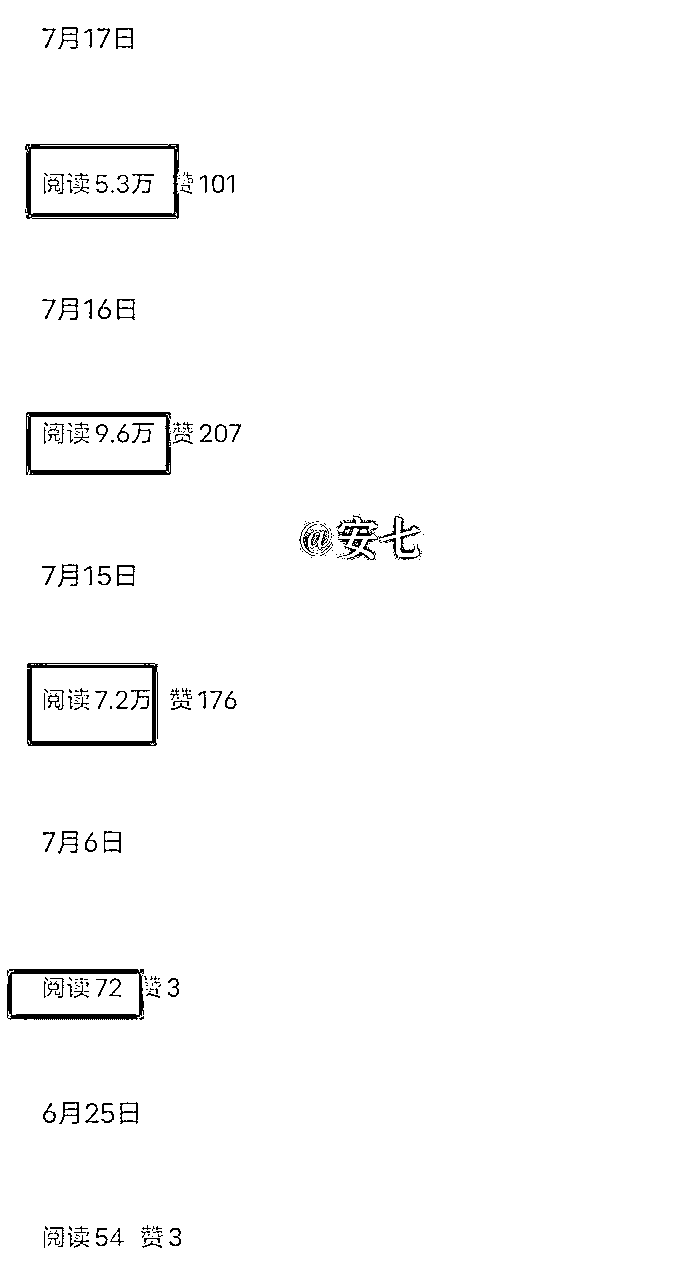 7月17日
阅读5.3万 赞101
7月16日
阅读9.6万 赞207
@安七
7月15日
阅读7.2万 赞176
7月6日
阅读72 赞3
6月25日
阅读54 赞3